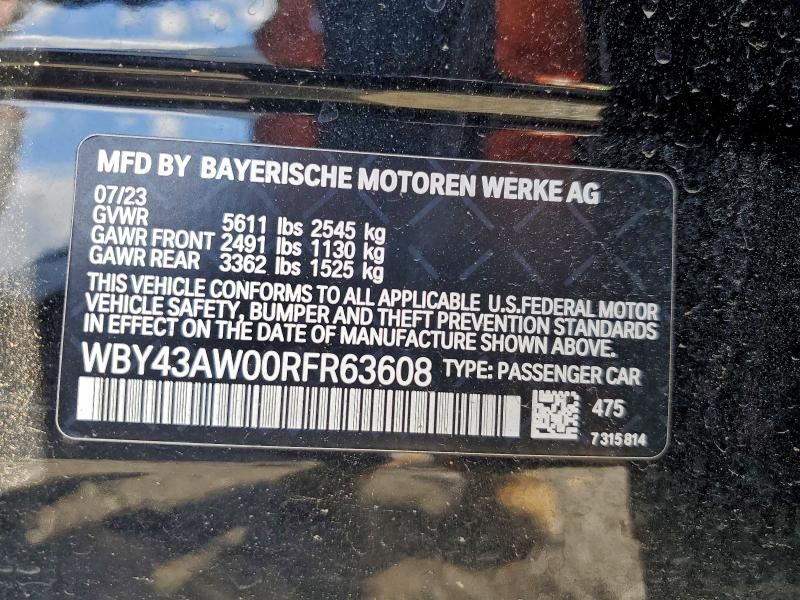 MFD BY BAYERISCHE MOTOREN WERKE AG
07/23
GVWR 5611 lbs 2545 kg
GAWR FRONT 2491 lbs 1130 kg
GAWR REAR 3362 lbs 1525 kg
THIS VEHICLE CONFORMS TO ALL APPLICABLE U.S.FEDERAL MOTOR
VEHICLE SAFETY, BUMPER AND THEFT PREVENTION STANDARDS
IN EFFECT ON THE DATE OF MANUFACTURE SHOWN ABOVE.
WBY43AW00RFR63608 TYPE: PASSENGER CAR
475
7 315 814